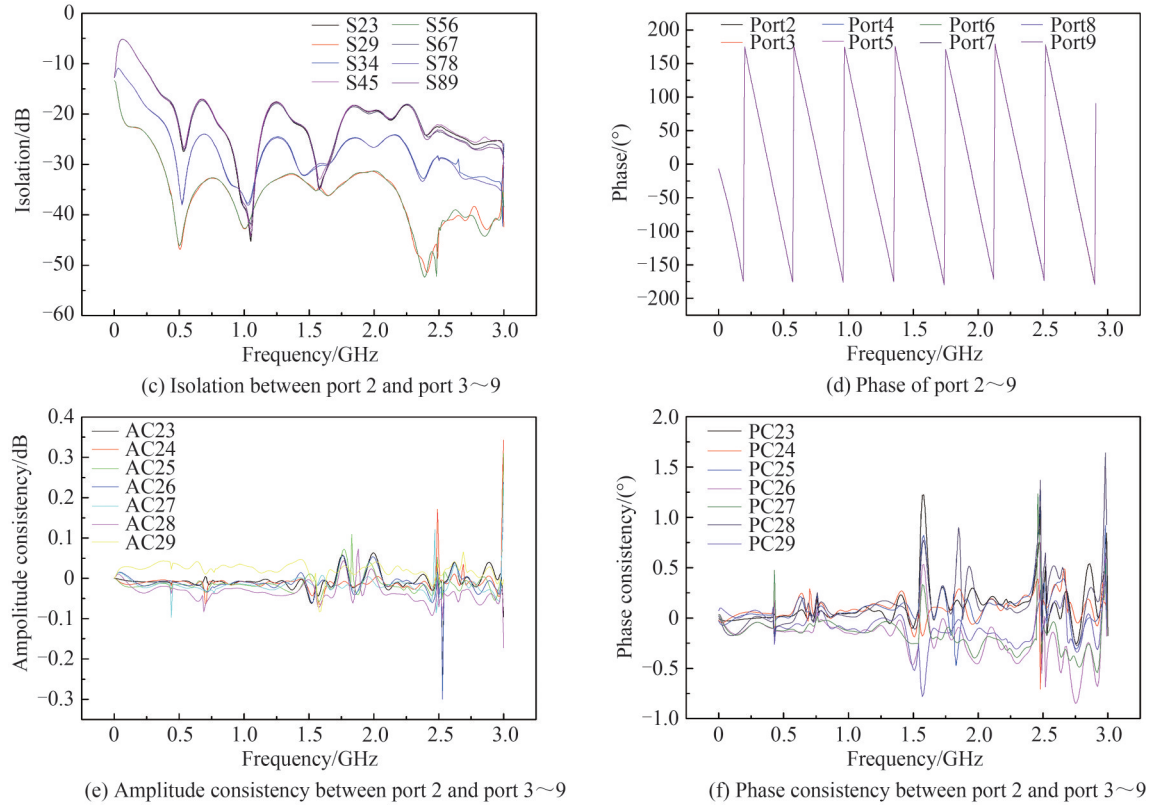 Isolation/dB
0
−10
−20
−30
−40
−50
−60
S23 S56
S29 S67
S34 S78
S45 S89
0 0.5 1.0 1.5 2.0 2.5 3.0
Frequency/GHz
(c) Isolation between port 2 and port 3~9
Phase/(°)
200
150
100
50
0
−50
−100
−150
−200
Port2 Port4 Port6 Port8
Port3 Port5 Port7 Port9
0 0.5 1.0 1.5 2.0 2.5 3.0
Frequency/GHz
(d) Phase of port 2~9
Ampolitude consistency/dB
0.4
0.3
0.2
0.1
0
−0.1
−0.2
−0.3
AC23
AC24
AC25
AC26
AC27
AC28
AC29
0 0.5 1.0 1.5 2.0 2.5 3.0
Frequency/GHz
(e) Amplitude consistency between port 2 and port 3~9
Phase consistency/(°)
2.0
1.5
1.0
0.5
0
−0.5
−1.0
PC23
PC24
PC25
PC26
PC27
PC28
PC29
0 0.5 1.0 1.5 2.0 2.5 3.0
Frequency/GHz
(f) Phase consistency between port 2 and port 3~9